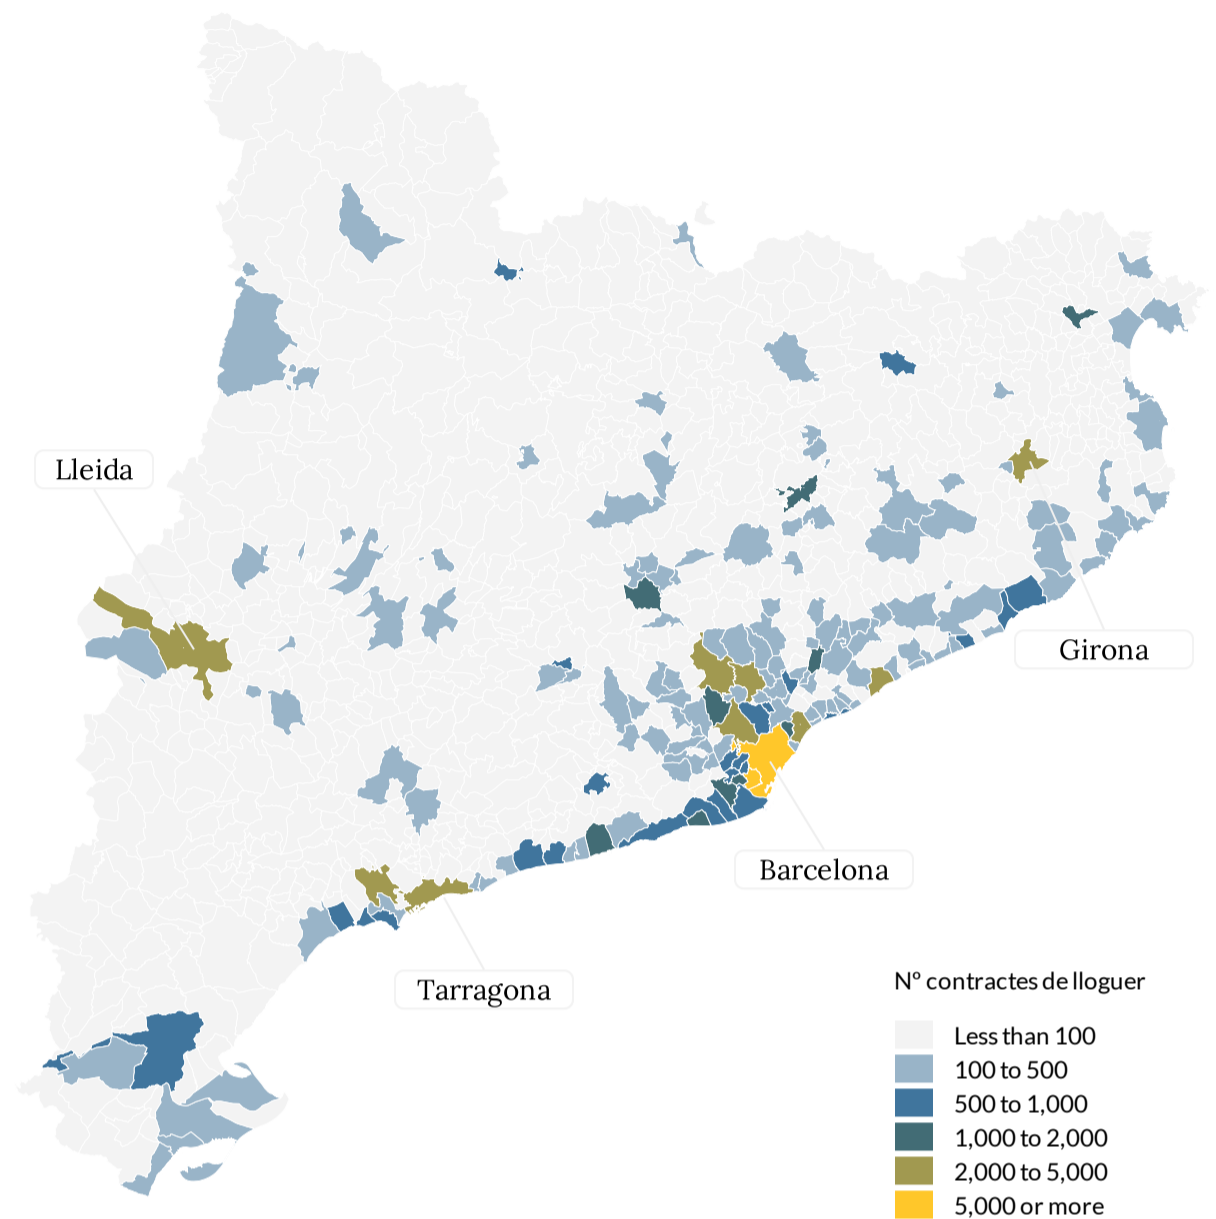 Lleida
Girona
Barcelona
Tarragona
Nº contractes de lloguer
Less than 100
100 to 500
500 to 1,000
1,000 to 2,000
2,000 to 5,000
5,000 or more